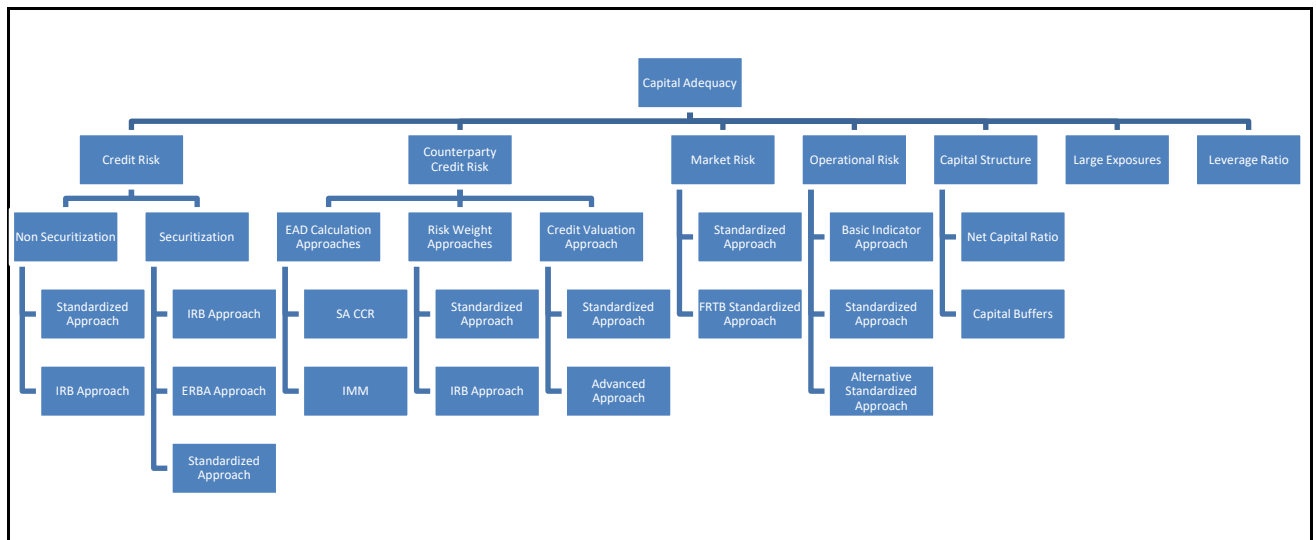 Capital Adequacy
Credit Risk
Counterparty
Credit Risk
Market Risk
Operational Risk
Capital Structure
Large Exposures
Leverage Ratio
Non Securitization
Securitization
EAD Calculation
Approaches
Risk Weight
Approaches
Credit Valuation
Approach
Standardized
Approach
Basic Indicator
Approach
Net Capital Ratio
Standardized
Approach
IRB Approach
SA CCR
Standardized
Approach
Standardized
Approach
FRTB Standardized
Approach
Standardized
Approach
Capital Buffers
IRB Approach
ERBA Approach
IMM
IRB Approach
Advanced
Approach
Alternative
Standardized
Approach
Standardized
Approach